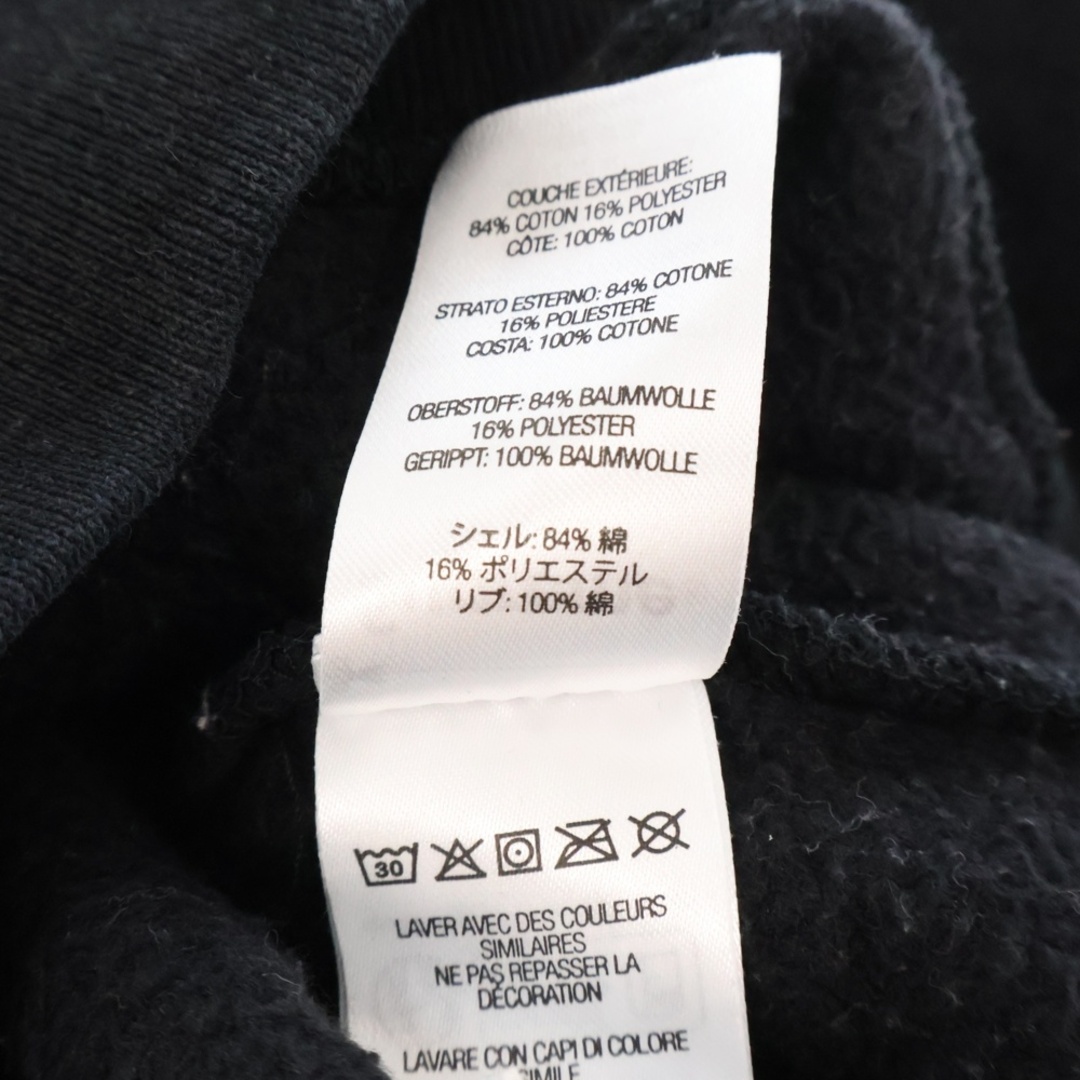 COUCHE EXTÉRIEURE:
84% COTON 16% POLYESTER
CÔTE: 100% COTON
STRATO ESTERNO: 84% COTONE
16% POLIESTERE
COSTA: 100% COTONE
OBERSTOFF: 84% BAUMWOLLE
16% POLYESTER
GERIPPT: 100% BAUMWOLLE
シェル: 84% 綿
16% ポリエステル
リブ: 100% 綿
30
LAVER AVEC DES COULEURS
SIMILAIRES
NE PAS REPASSER LA
DÉCORATION
LAVARE CON CAPI DI COLORE
SIMILE